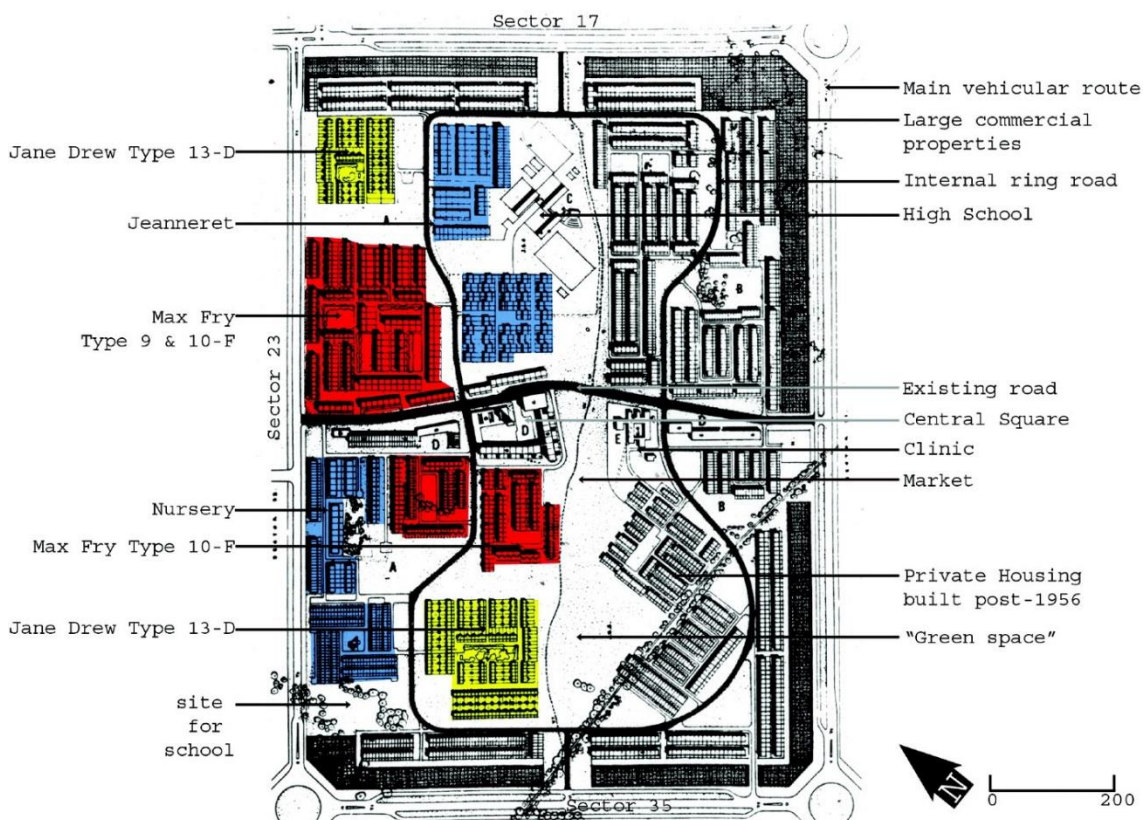 Sector 17
Jane Drew Type 13-D
Jeanneret
Max Fry
Type 9 & 10-F
Sector 23
Nursery
Max Fry Type 10-F
Jane Drew Type 13-D
site
for
school
Main vehicular route
Large commercial
properties
Internal ring road
High School
Existing road
Central Square
Clinic
Market
Private Housing
built post-1956
"Green space"
A
C
B
D
D
E
B
A
Sector 35
N
0 200